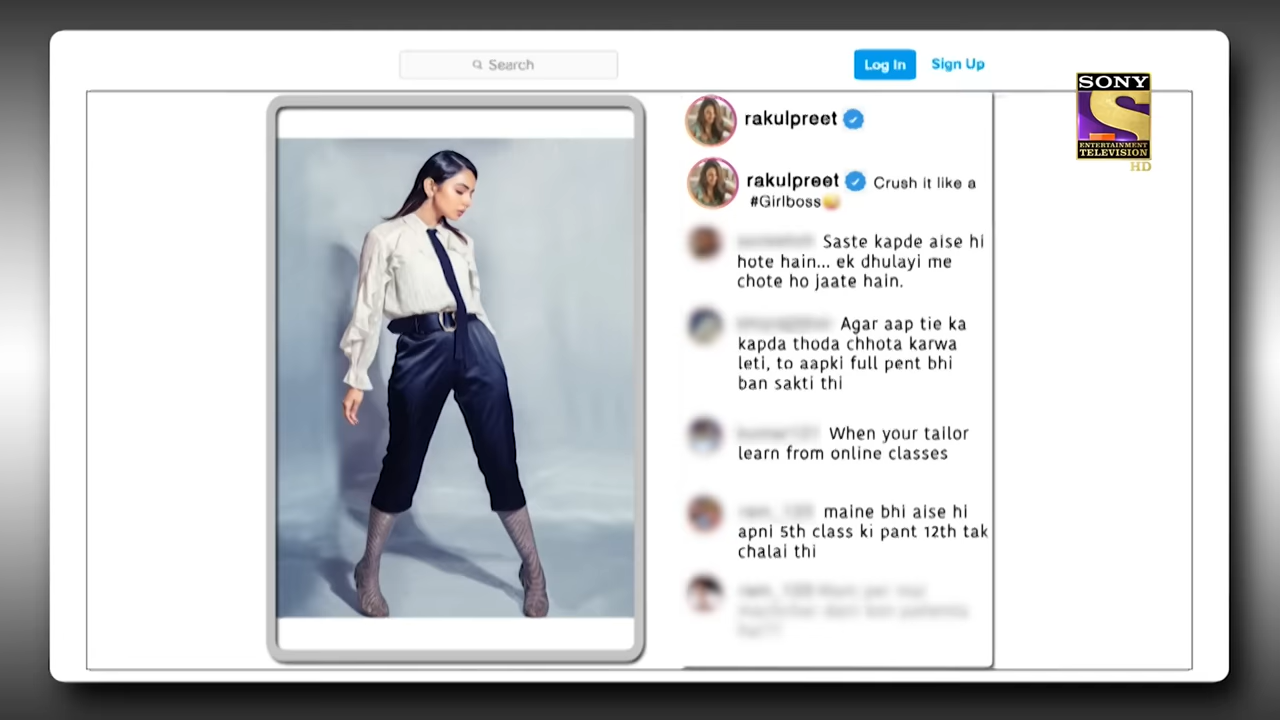 Search
Log In
Sign Up
SONY
S
ENTERTAINMENT
TELEVISION
HD
rakulpreet
rakulpreet Crush it like a
#Girlboss
Saste kapde aise hi
hote hain... ek dhulayi me
chote ho jaate hain.
Agar aap tie ka
kapda thoda chhota karwa
leti, to aapki full pent bhi
ban sakti thi
When your tailor
learn from online classes
maine bhi aise hi
apni 5th class ki pant 12th tak
chalai thi